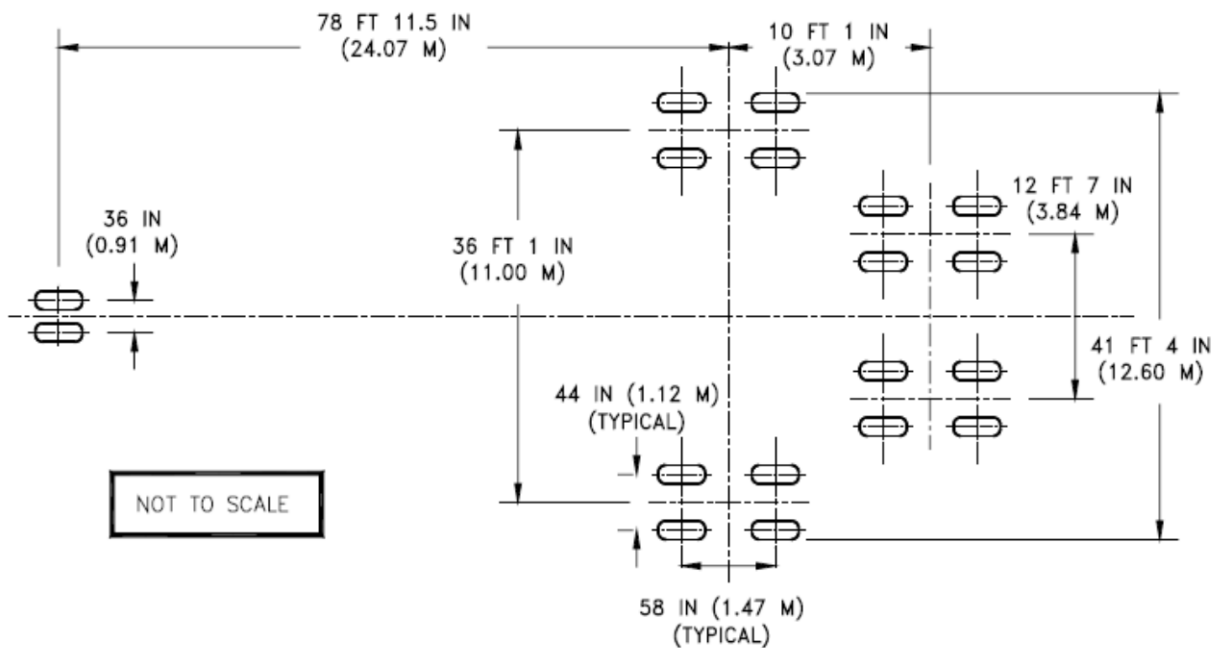 78 FT 11.5 IN
(24.07 M)
10 FT 1 IN
(3.07 M)
12 FT 7 IN
(3.84 M)
36 IN
(0.91 M)
36 FT 1 IN
(11.00 M)
41 FT 4 IN
(12.60 M)
44 IN (1.12 M)
(TYPICAL)
NOT TO SCALE
58 IN (1.47 M)
(TYPICAL)